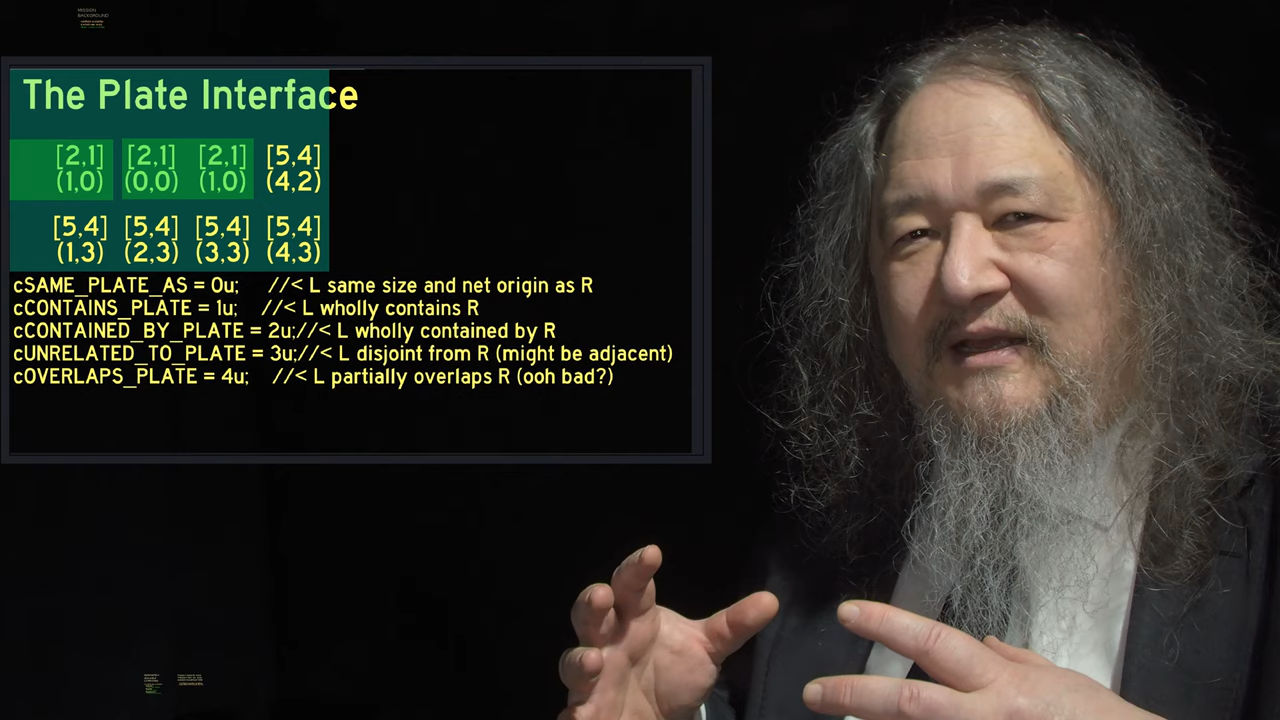 MISSION
BACKGROUND
The Plate Interface
[2,1] [2,1] [2,1] [5,4]
(1,0) (0,0) (1,0) (4,2)
[5,4] [5,4] [5,4] [5,4]
(1,3) (2,3) (3,3) (4,3)
cSAME_PLATE_AS = 0u; //< L same size and net origin as R
cCONTAINS_PLATE = 1u; //< L wholly contains R
cCONTAINED_BY_PLATE = 2u;//< L wholly contained by R
cUNRELATED_TO_PLATE = 3u;//< L disjoint from R (might be adjacent)
cOVERLAPS_PLATE = 4u; //< L partially overlaps R (ooh bad?)